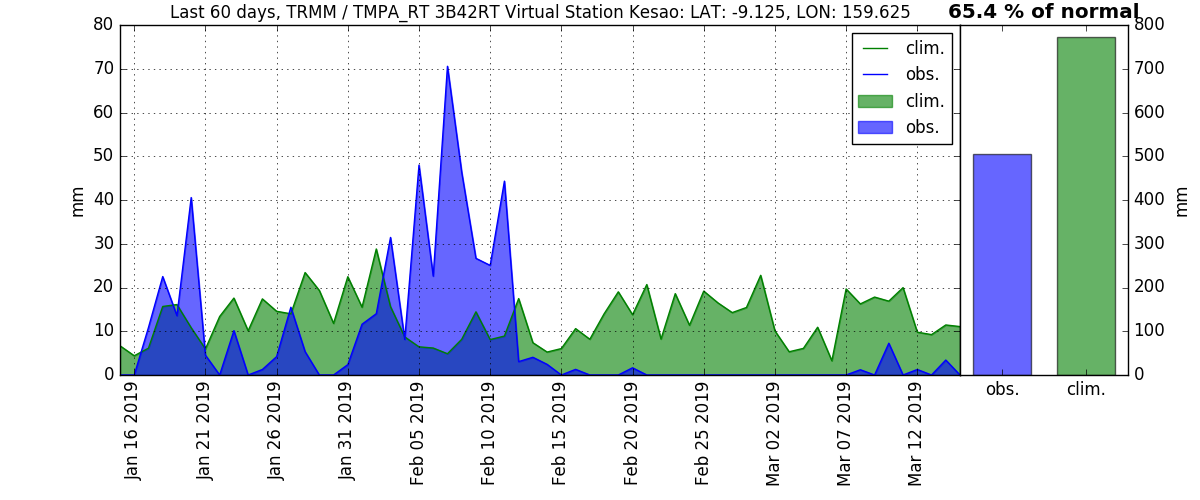 Last 60 days, TRMM / TMPA_RT 3B42RT Virtual Station Kesao: LAT: -9.125, LON: 159.625
65.4 % of normal
80
70
60
50
40
30
20
10
0
mm
clim.
obs.
clim.
obs.
800
700
600
500
400
300
200
100
0
mm
Jan 16 2019
Jan 21 2019
Jan 26 2019
Jan 31 2019
Feb 05 2019
Feb 10 2019
Feb 15 2019
Feb 20 2019
Feb 25 2019
Mar 02 2019
Mar 07 2019
Mar 12 2019
obs.
clim.